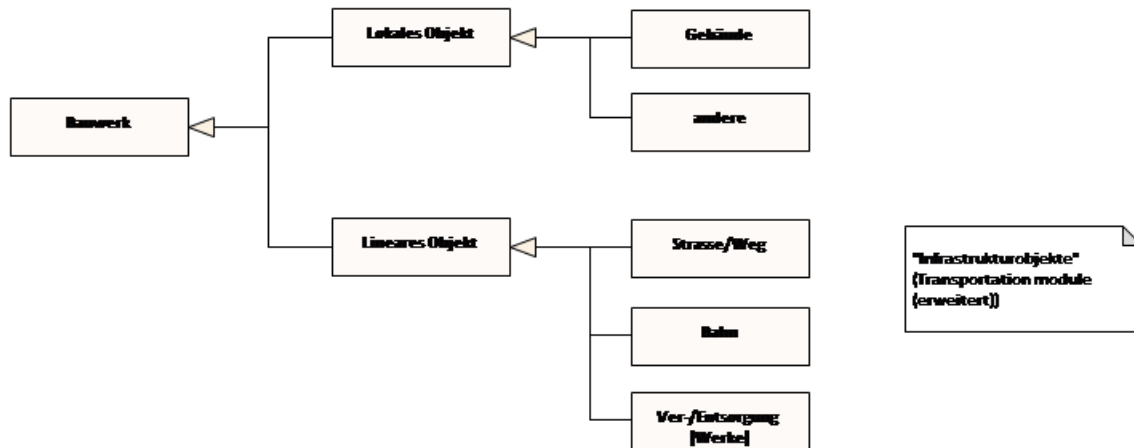 Lokales Objekt
Gebäude
andere
Bauwerk
Lineares Objekt
Strasse/Weg
"Infrastrukturobjekte"
(Transportation module
(erweitert))
Bahn
Ver-/Entsorgung
[Werke]